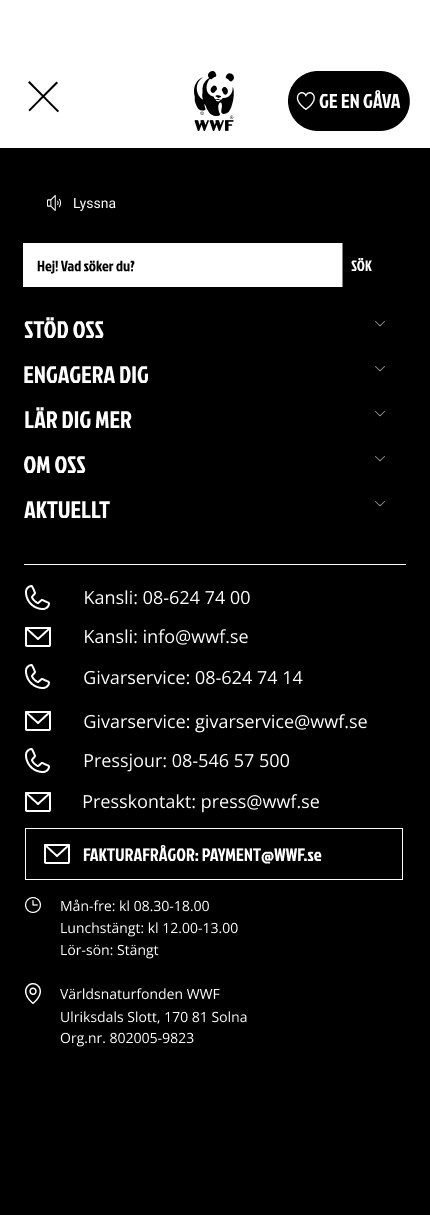 WWF
GE EN GÅVA
Lyssna
Hej! Vad söker du?
SÖK
STÖD OSS
ENGAGERA DIG
LÄR DIG MER
OM OSS
AKTUELLT
Kansli: 08-624 74 00
Kansli: info@wwf.se
Givarservice: 08-624 74 14
Givarservice: givarservice@wwf.se
Pressjour: 08-546 57 500
Presskontakt: press@wwf.se
FAKTURAFRÅGOR: PAYMENT@WWF.se
Mån-fre: kl 08.30-18.00
Lunchstängt: kl 12.00-13.00
Lör-sön: Stängt
Världsnaturfonden WWF
Ulriksdals Slott, 170 81 Solna
Org.nr. 802005-9823